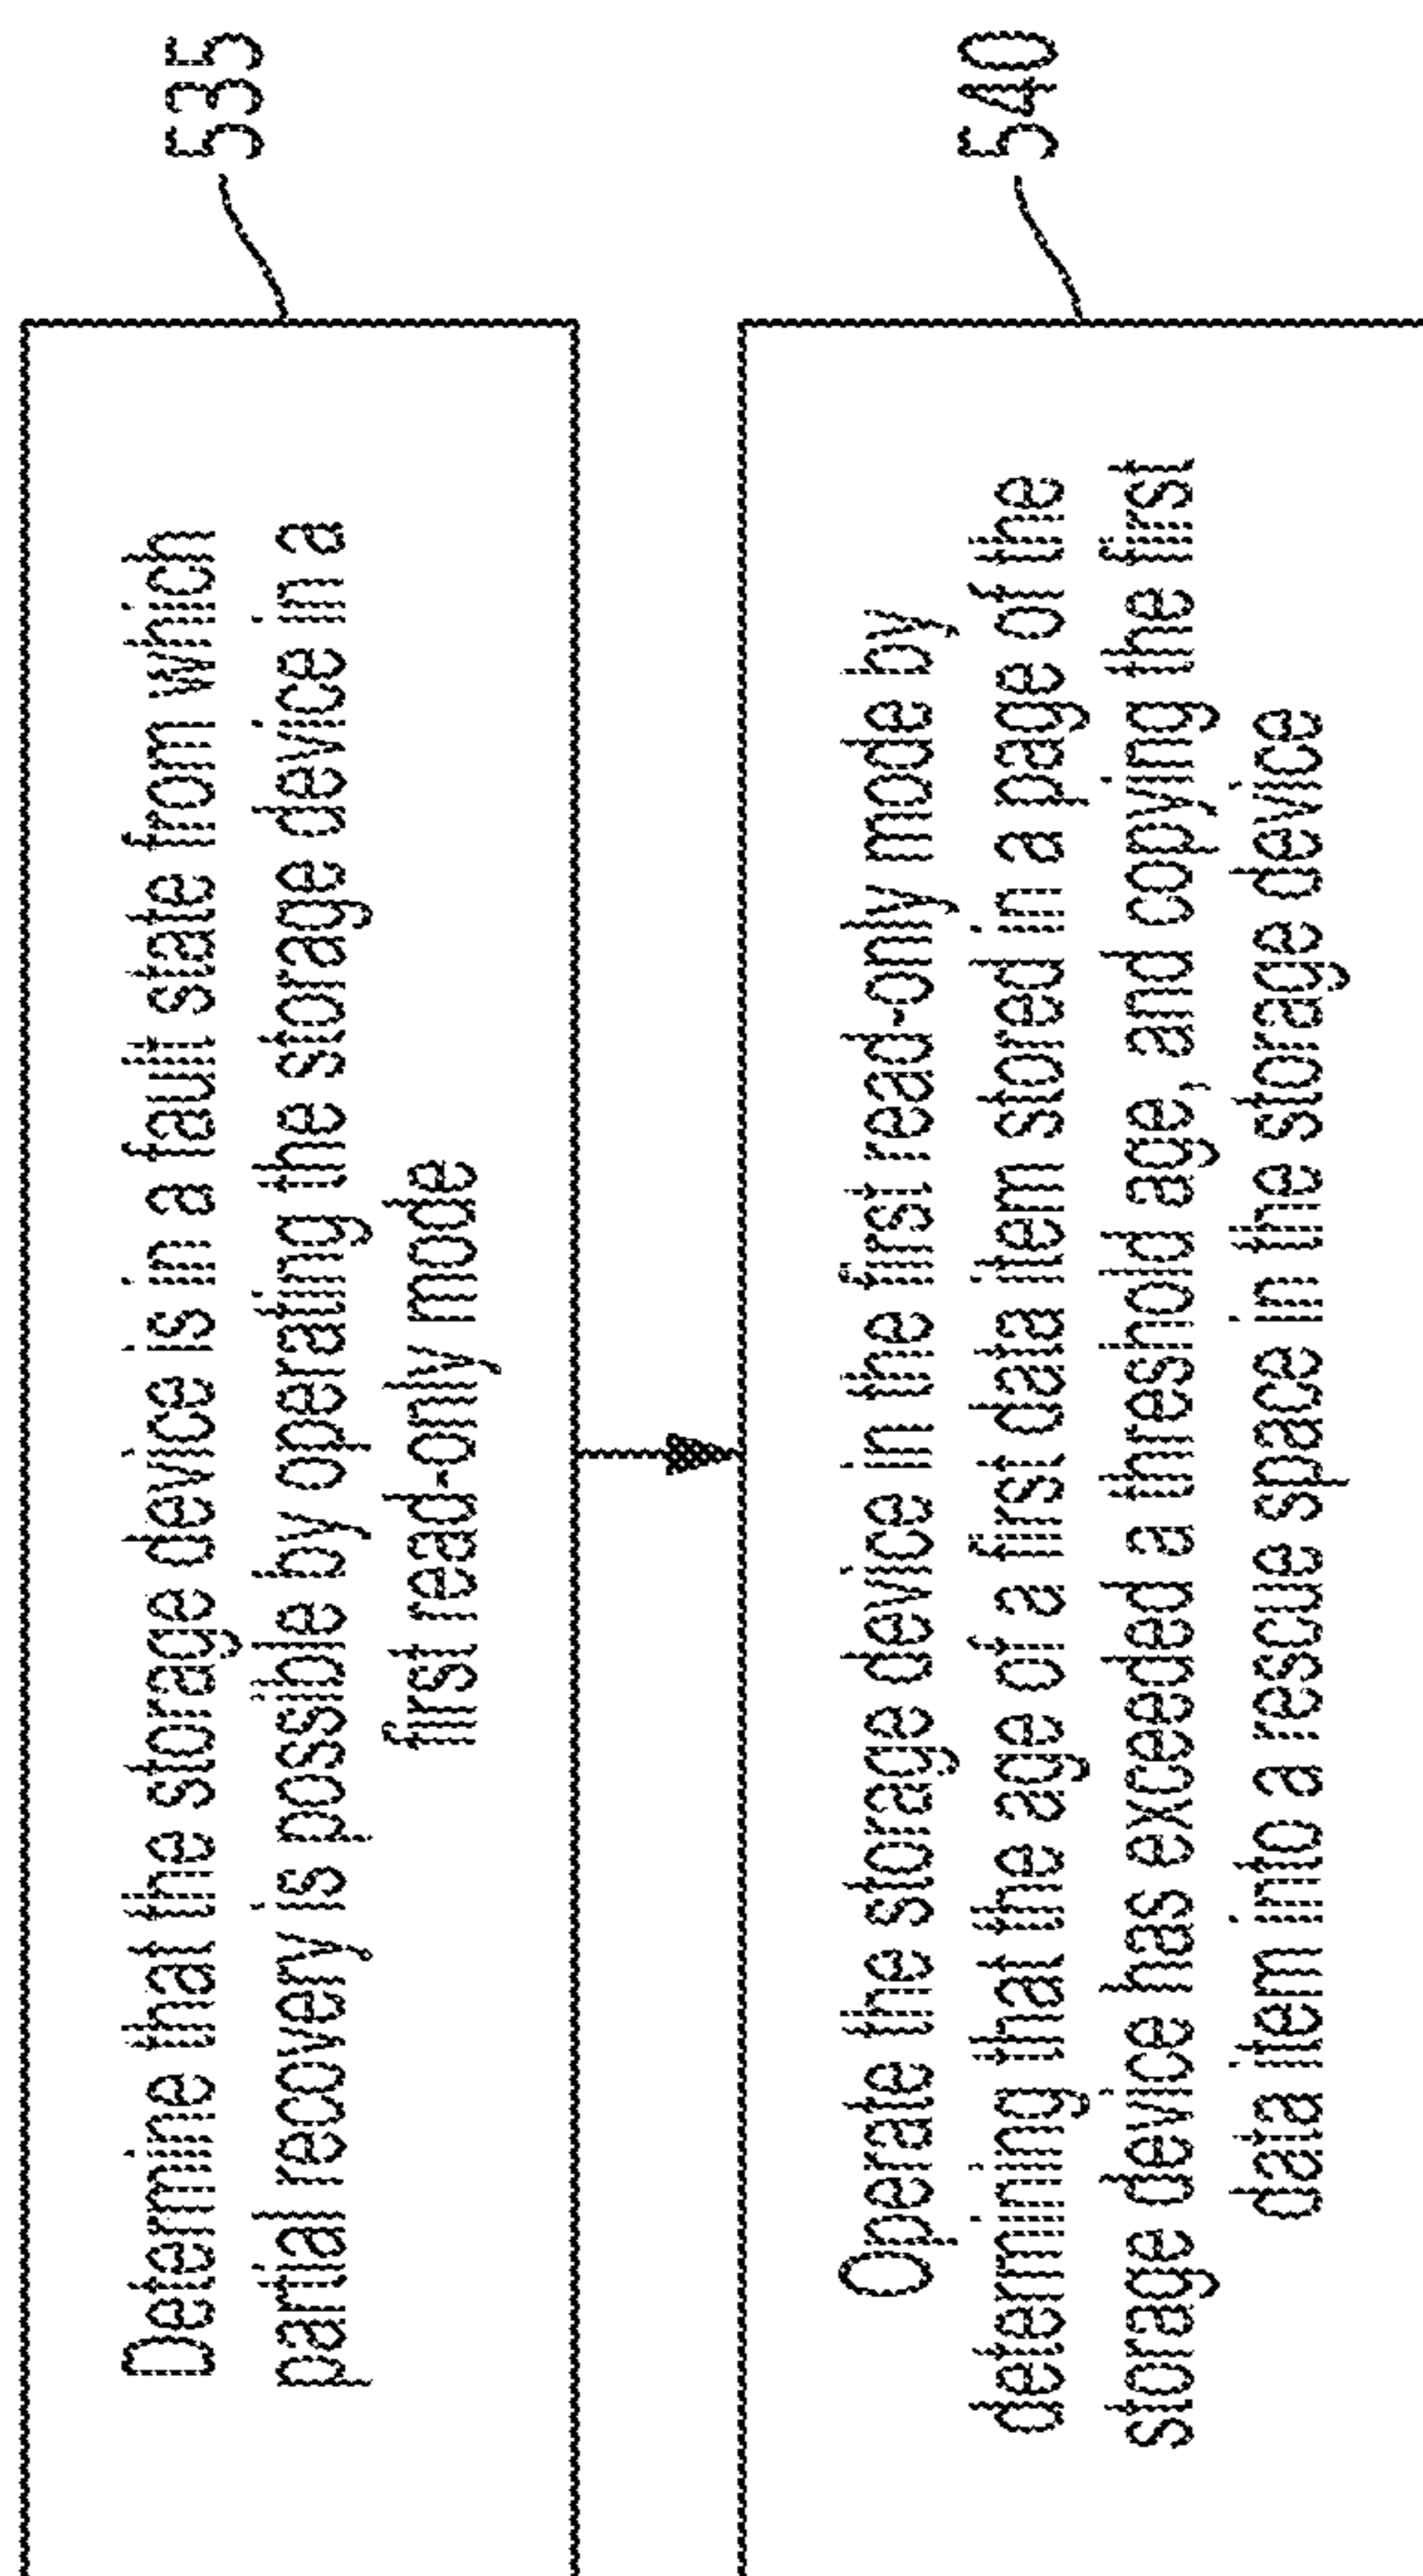 Determine that the storage device is in a fault state from which
partial recovery is possible by operating the storage device in a
first read-only mode
535
Operate the storage device in the first read-only mode by
determining that the age of a first data item stored in a page of the
storage device has exceeded a threshold age, and copying the first
data item into a rescue space in the storage device
540